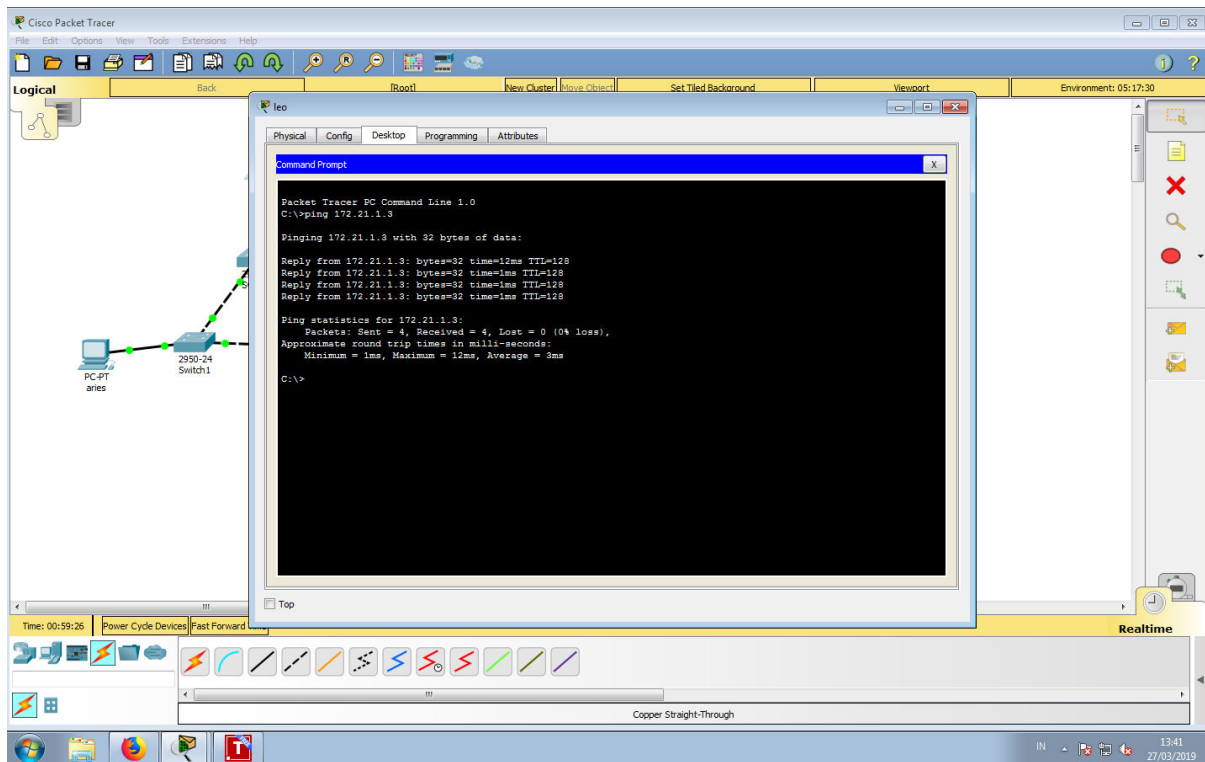 Cisco Packet Tracer
File Edit Options View Tools Extensions Help
Logical Back [Root] New Cluster Move Object Set Tiled Background Viewport Environment: 05:17:30
leo
Physical Config Desktop Programming Attributes
Command Prompt X
Packet Tracer PC Command Line 1.0
C:\>ping 172.21.1.3
Pinging 172.21.1.3 with 32 bytes of data:
Reply from 172.21.1.3: bytes=32 time=12ms TTL=128
Reply from 172.21.1.3: bytes=32 time=1ms TTL=128
Reply from 172.21.1.3: bytes=32 time=1ms TTL=128
Reply from 172.21.1.3: bytes=32 time=1ms TTL=128
Ping statistics for 172.21.1.3:
Packets: Sent = 4, Received = 4, Lost = 0 (0% loss),
Approximate round trip times in milli-seconds:
Minimum = 1ms, Maximum = 12ms, Average = 3ms
C:\>
2950-24
Switch1
PC-PT
aries
Top
Time: 00:59:26 Power Cycle Devices Fast Forward
Realtime
Copper Straight-Through
IN 13:41
27/03/2019